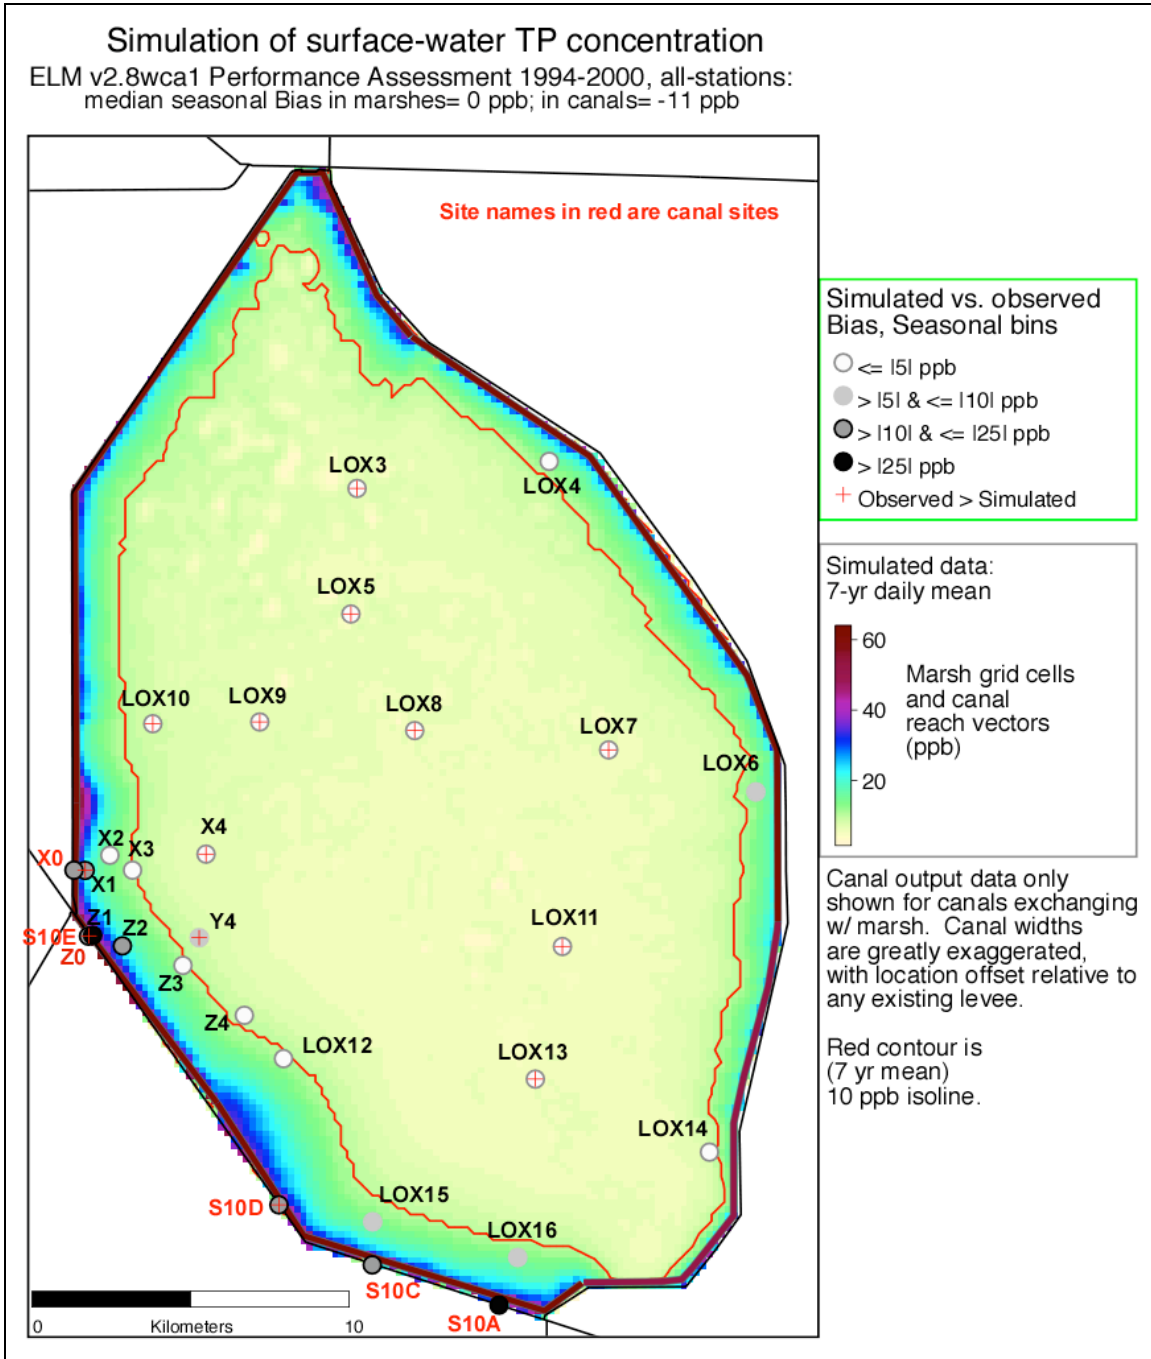 Simulation of surface-water TP concentration
ELM v2.8wca1 Performance Assessment 1994-2000, all-stations:
median seasonal Bias in marshes= 0 ppb; in canals= -11 ppb
Site names in red are canal sites
Simulated vs. observed
Bias, Seasonal bins
<= |5| ppb
> |5| & <= |10| ppb
> |10| & <= |25| ppb
> |25| ppb
+ Observed > Simulated
Simulated data:
7-yr daily mean
60
40
20
Marsh grid cells
and canal
reach vectors
(ppb)
Canal output data only
shown for canals exchanging
w/ marsh. Canal widths
are greatly exaggerated,
with location offset relative to
any existing levee.
Red contour is
(7 yr mean)
10 ppb isoline.
LOX3
LOX4
LOX5
LOX10
LOX9
LOX8
LOX7
LOX6
X4
X2
X3
X0
X1
Z1
Z2
Y4
S10E
Z0
Z3
LOX11
Z4
LOX12
LOX13
LOX14
LOX15
S10D
LOX16
S10C
S10A
0 Kilometers 10